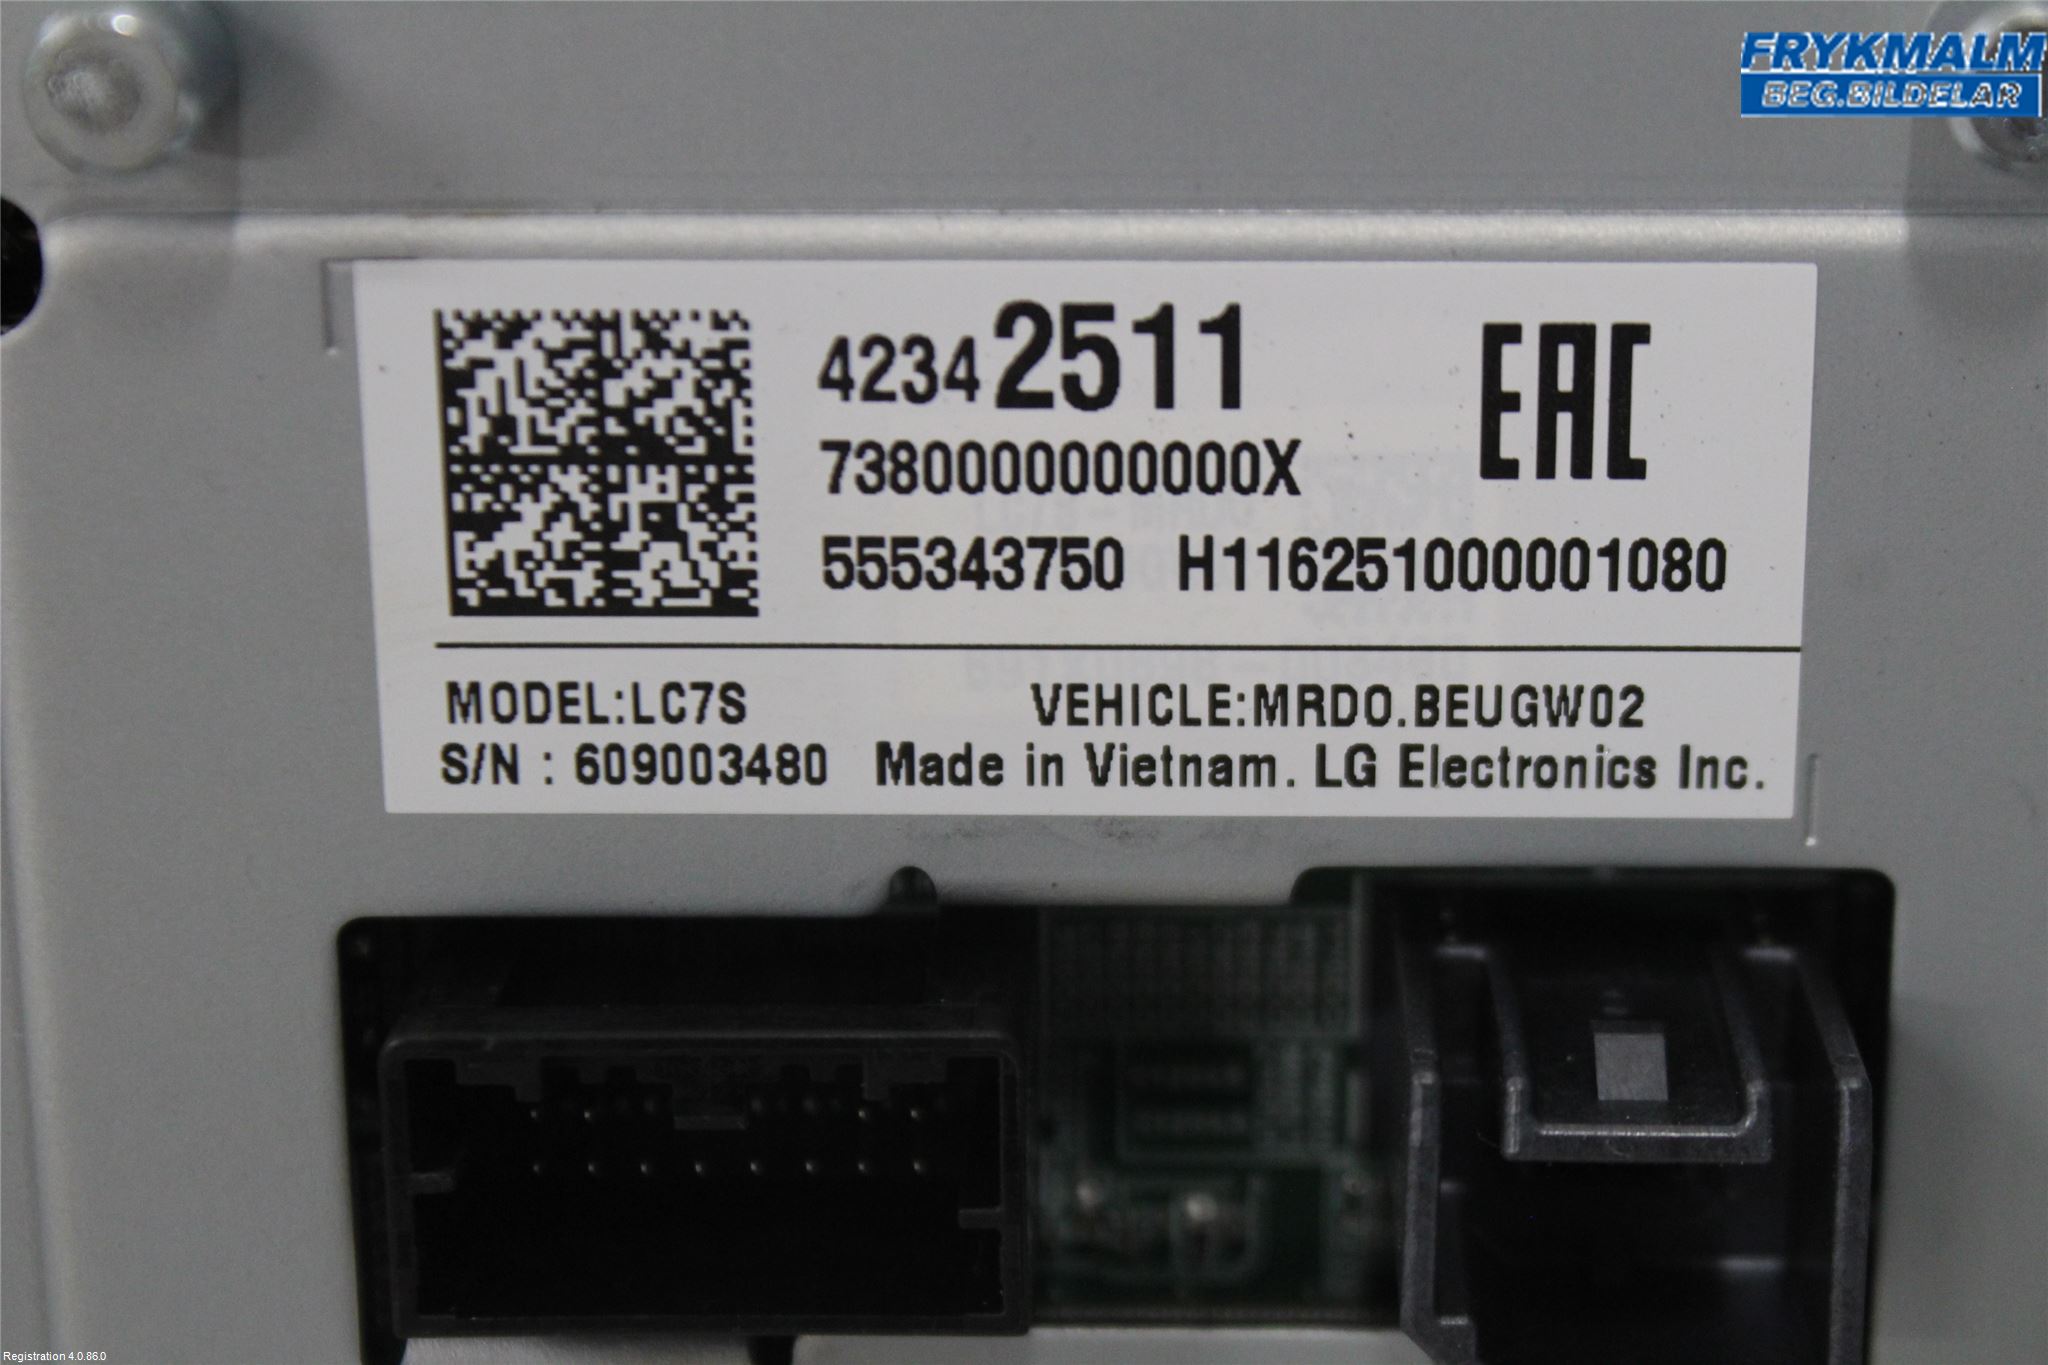 FRYKMALM
BEG.BILDELAR
42342511
EAC
7380000000000X
555343750 H116251000001080
MODEL:LC7S VEHICLE:MRDO.BEUGW02
S/N : 609003480 Made in Vietnam. LG Electronics Inc.
Registration 4.0.86.0